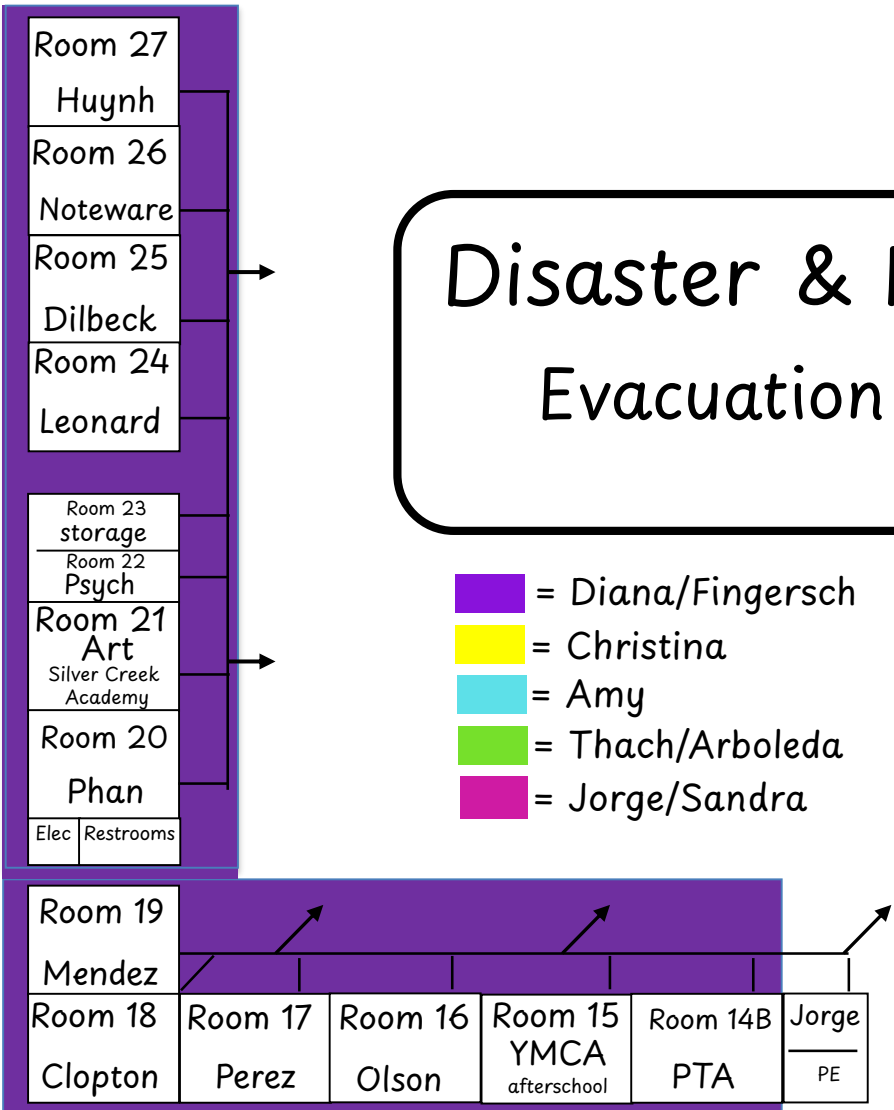 Room 27
Huynh
Room 26
Noteware
Room 25
Dilbeck
Room 24
Leonard
Room 23
storage
Room 22
Psych
Room 21
Art
Silver Creek
Academy
Room 20
Phan
Elec
Restrooms
Disaster &
Evacuation
= Diana/Fingersch
= Christina
= Amy
= Thach/Arboleda
= Jorge/Sandra
Room 19
Mendez
Room 18
Clopton
Room 17
Perez
Room 16
Olson
Room 15
YMCA
afterschool
Room 14B
PTA
Jorge
PE